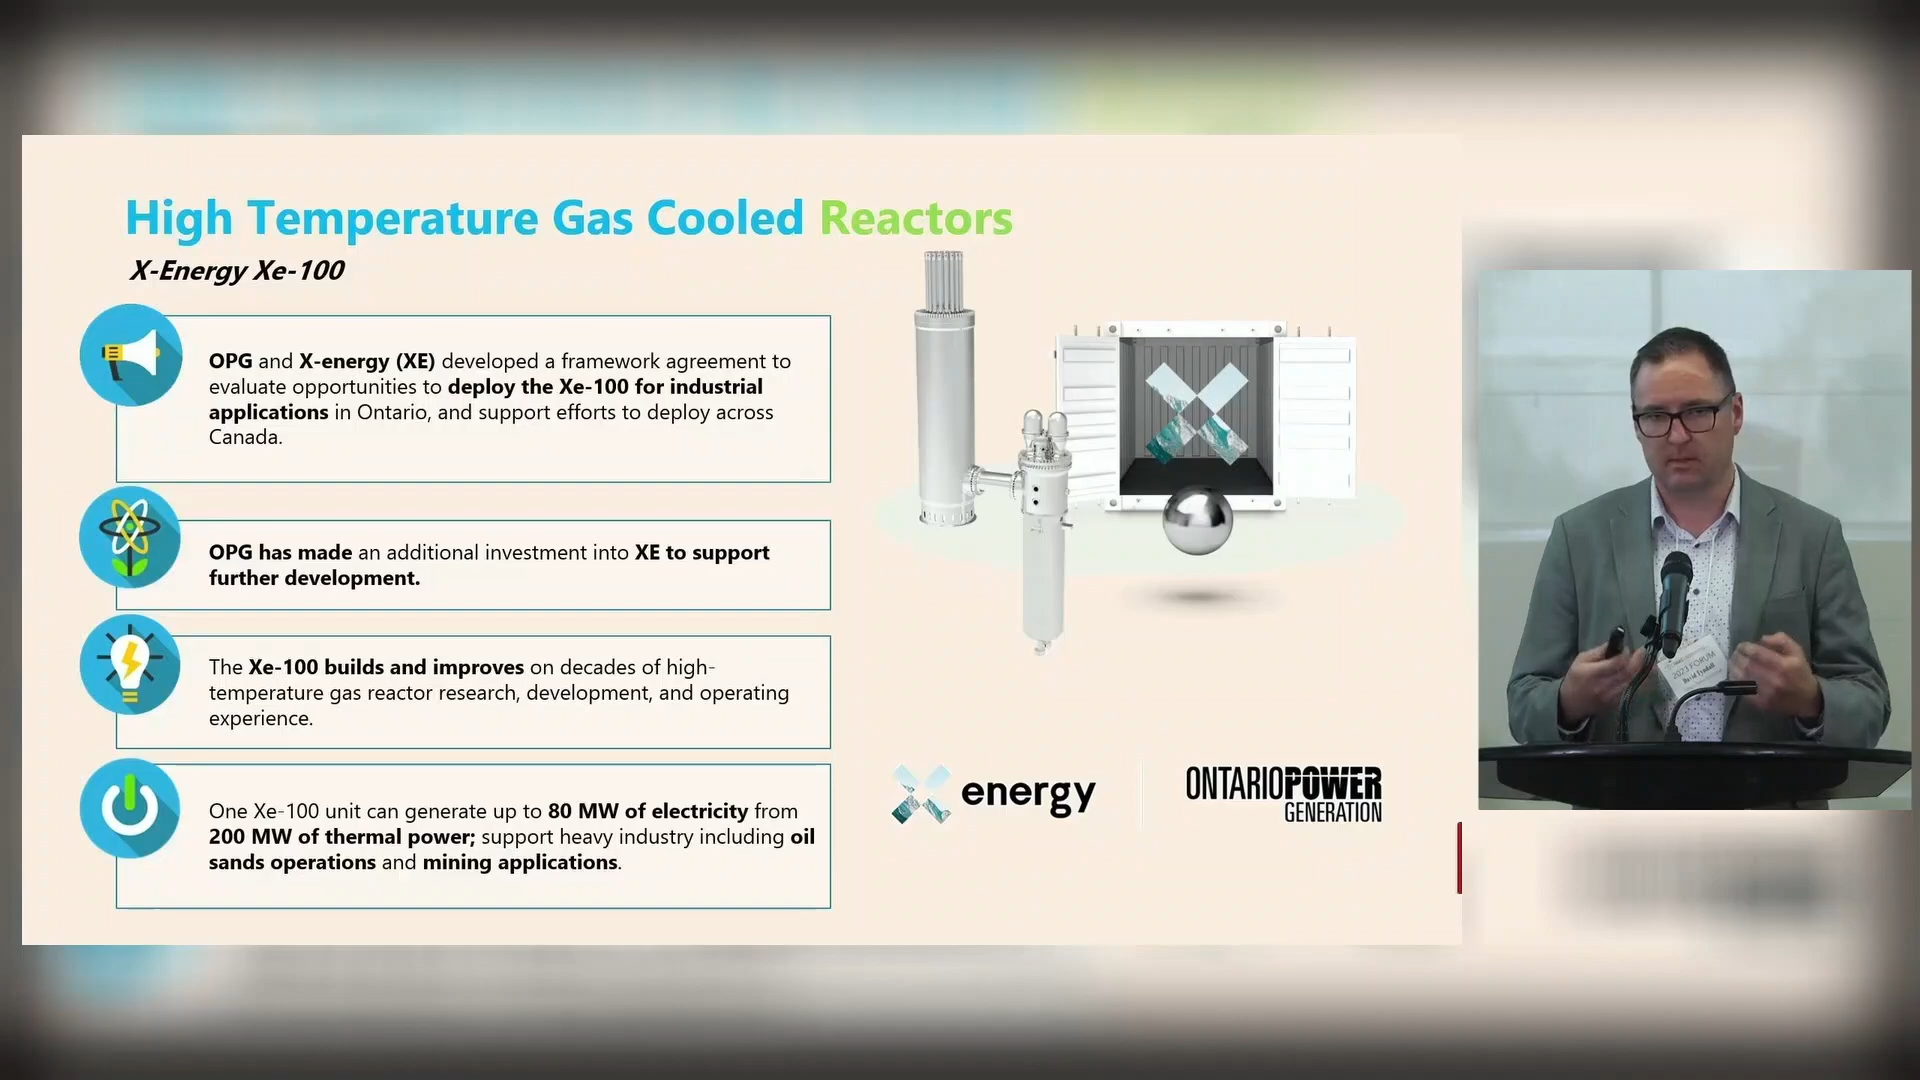 High Temperature Gas Cooled Reactors
X-Energy Xe-100
OPG and X-energy (XE) developed a framework agreement to
evaluate opportunities to deploy the Xe-100 for industrial
applications in Ontario, and support efforts to deploy across
Canada.
OPG has made an additional investment into XE to support
further development.
The Xe-100 builds and improves on decades of high-
temperature gas reactor research, development, and operating
experience.
One Xe-100 unit can generate up to 80 MW of electricity from
200 MW of thermal power; support heavy industry including oil
sands operations and mining applications.
energy
ONTARIOPOWER
GENERATION
2023 FORUM
David Tyndall